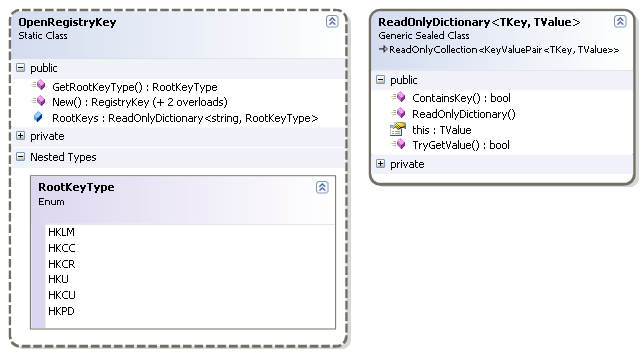 OpenRegistryKey
Static Class
public
GetRootKeyType() : RootKeyType
New() : RegistryKey (+ 2 overloads)
RootKeys : ReadOnlyDictionary<string, RootKeyType>
private
Nested Types
RootKeyType
Enum
HKLM
HKCC
HKCR
HKU
HKCU
HKPD
ReadOnlyDictionary<TKey, TValue>
Generic Sealed Class
ReadOnlyCollection<KeyValuePair<TKey, TValue>>
public
ContainsKey() : bool
ReadOnlyDictionary()
this : TValue
TryGetValue() : bool
private